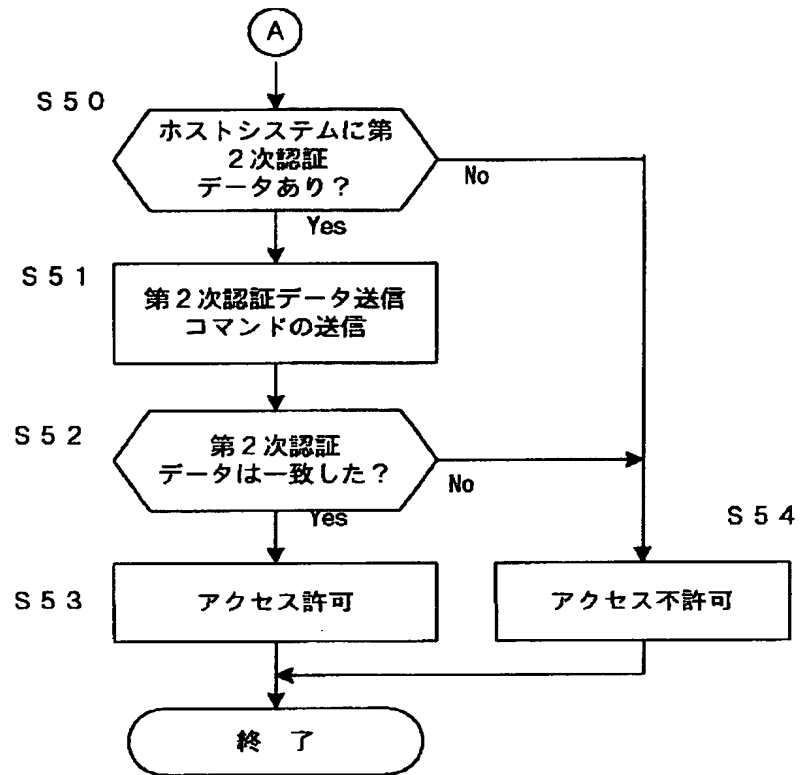 A
S50
ホストシステムに第
2次認証
データあり?
No
Yes
S51
第2次認証データ送信
コマンドの送信
S52
第2次認証
データは一致した?
No
Yes
S54
S53
アクセス許可
アクセス不許可
終 了